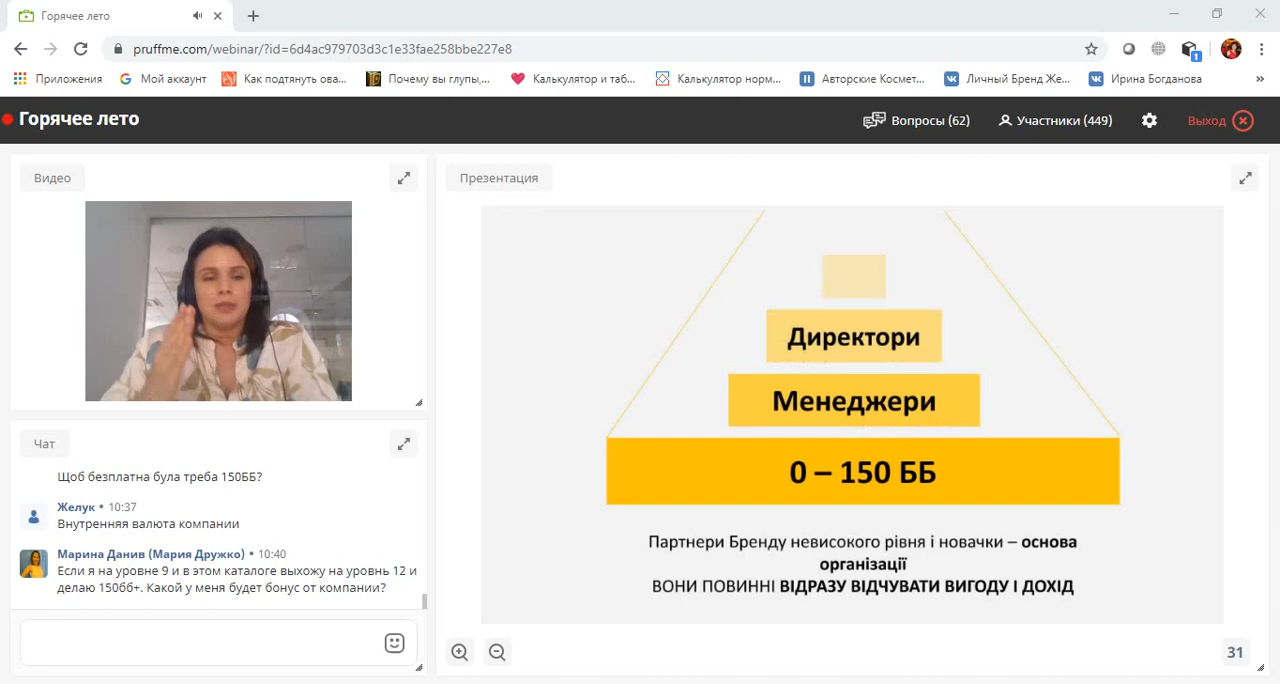 Горячее лето
pruffme.com/webinar/?id=6d4ac979703d3c1e33fae258bbe227e8
1
Приложения
Мой аккаунт
Как подтянуть ова...
Почему вы глупы,...
Калькулятор и таб...
Калькулятор норм...
Авторские Космет...
Личный Бренд Же...
Ирина Богданова
»
Горячее лето
Вопросы (62)
Участники (449)
Выход
Видео
Презентация
Директори
Менеджери
0 – 150 ББ
Партнери Бренду невисокого рівня і новачки – основа
організації
ВОНИ ПОВИННІ ВІДРАЗУ ВІДЧУВАТИ ВИГОДУ І ДОХІД
31
Чат
Щоб безплатна була треба 150ББ?
Желук • 10:37
Внутренняя валюта компании
Марина Данив (Мария Дружко) • 10:40
Если я на уровне 9 и в этом каталоге выхожу на уровнь 12 и
делаю 150бб+. Какой у меня будет бонус от компании?